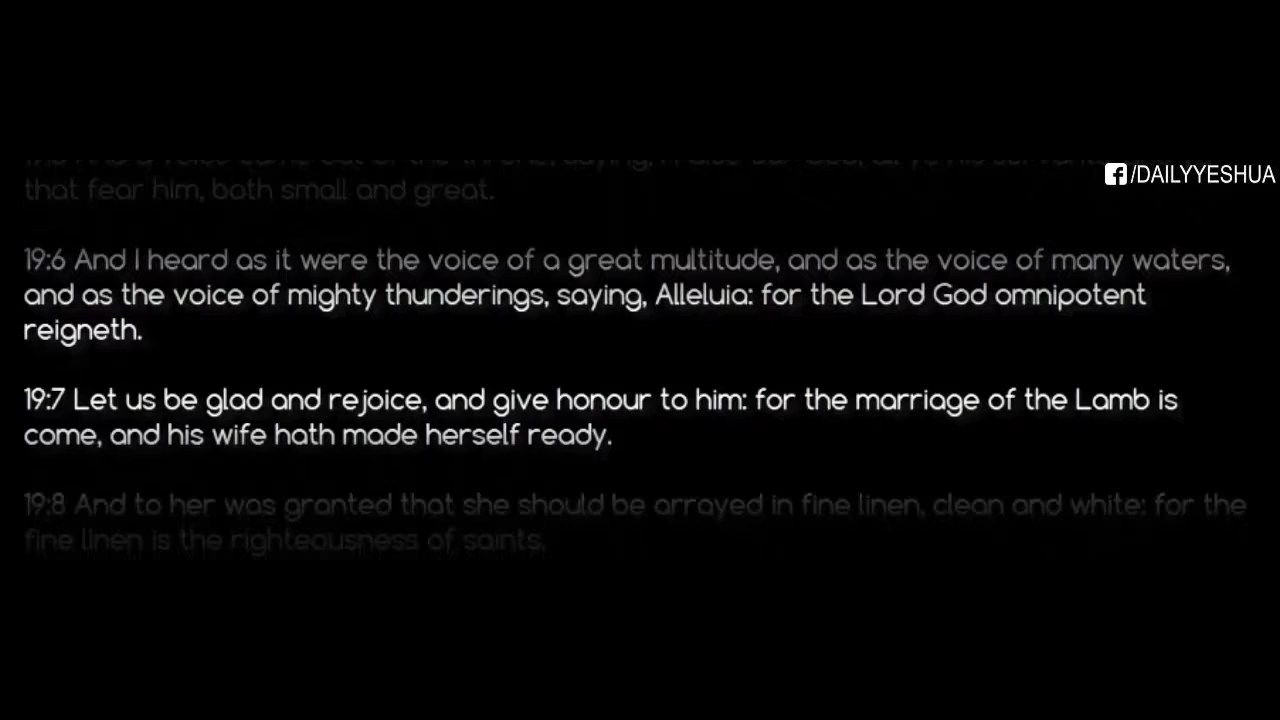 that fear him, both small and great.
/DAILYYESHUA
19:6 And I heard as it were the voice of a great multitude, and as the voice of many waters,
and as the voice of mighty thunderings, saying, Alleluia: for the Lord God omnipotent
reigneth.
19:7 Let us be glad and rejoice, and give honour to him: for the marriage of the Lamb is
come, and his wife hath made herself ready.
19:8 And to her was granted that she should be arrayed in fine linen, clean and white: for the
fine linen is the righteousness of saints.